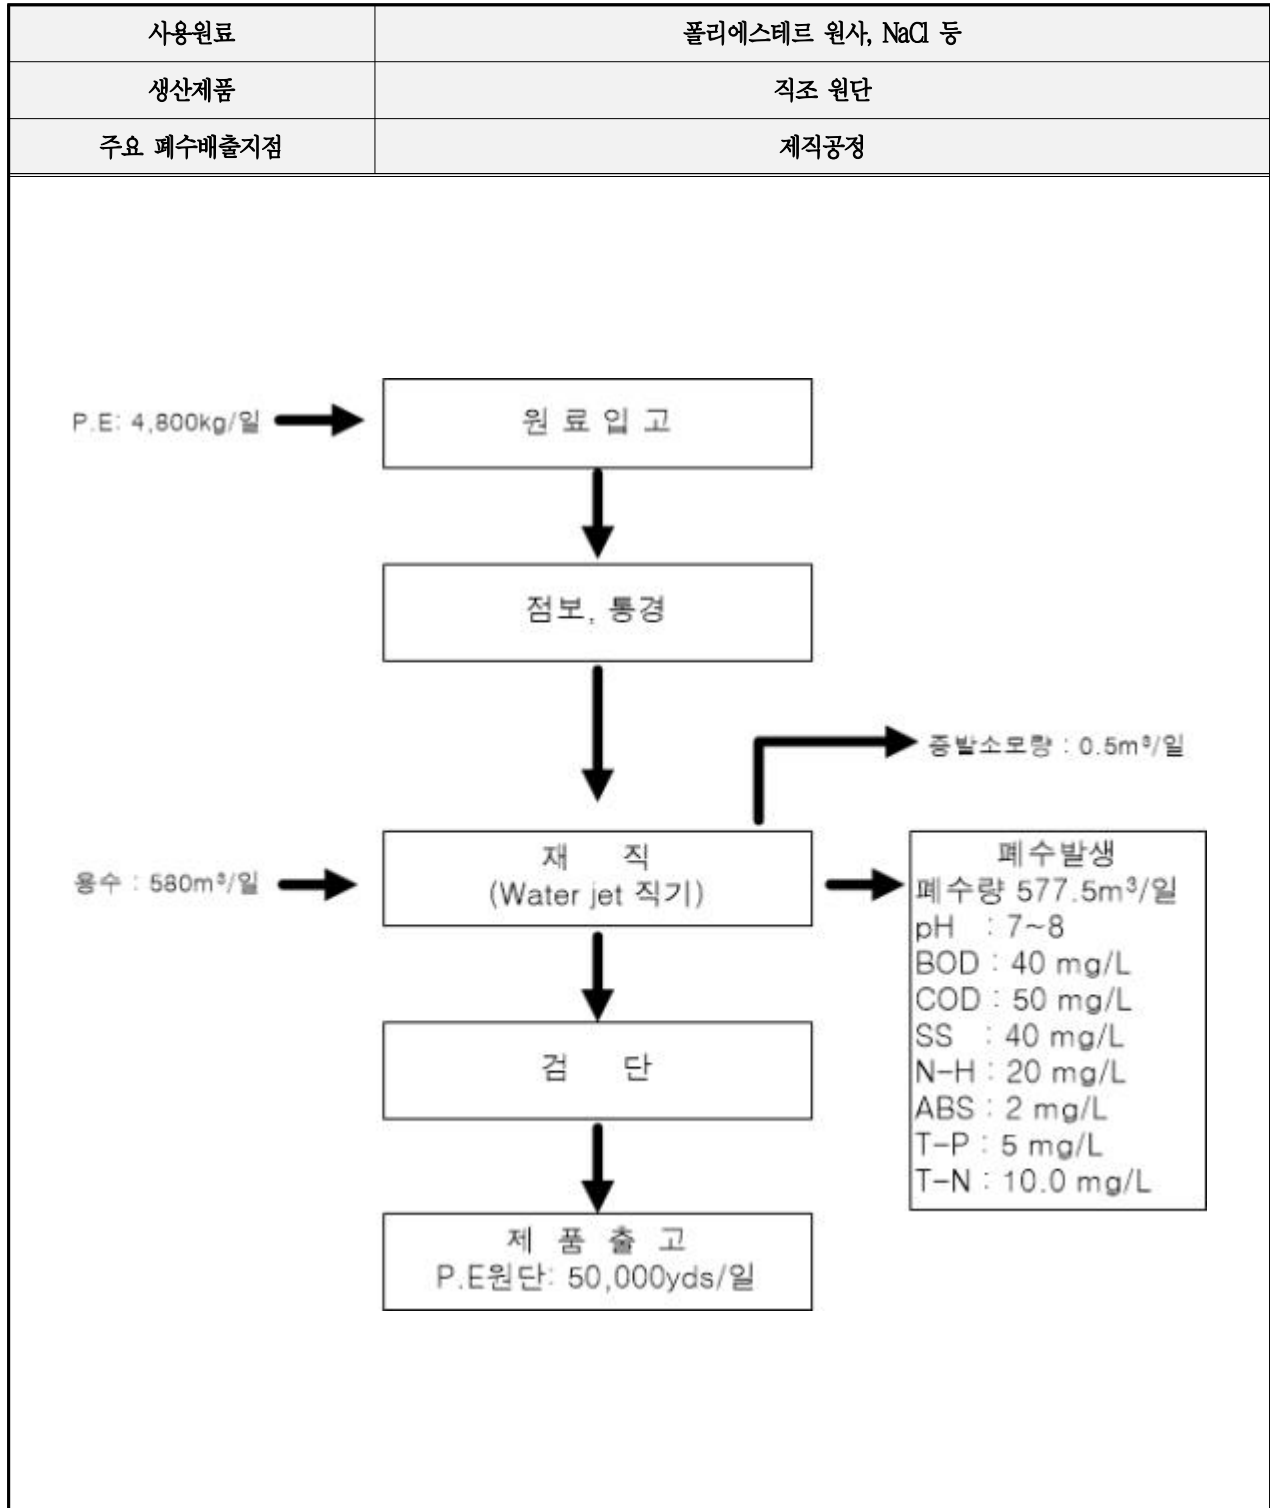 사용원료
폴리에스테르 원사, NaCl 등
생산제품
직조 원단
주요 폐수배출지점
제직공정
P.E: 4,800kg/일
원 료 입 고
점보, 통경
증발소모량 : 0.5m³/일
용수 : 580m³/일
재 직
(Water jet 직기)
폐수발생
폐수량 577.5m³/일
pH : 7~8
BOD : 40 mg/L
COD : 50 mg/L
SS : 40 mg/L
N-H : 20 mg/L
ABS : 2 mg/L
T-P : 5 mg/L
T-N : 10.0 mg/L
검 단
제 품 출 고
P.E원단: 50,000yds/일